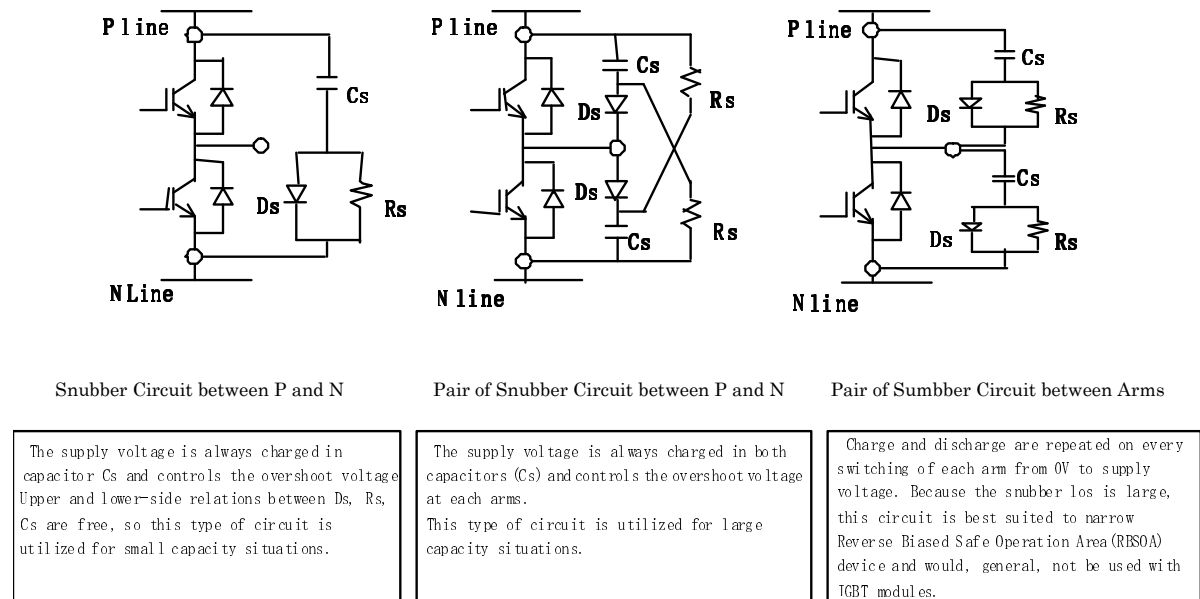 P line
Cs
Ds
Rs
N Line
P line
Cs
Ds
Rs
Ds
Cs
Rs
N line
P line
Cs
Ds
Rs
Cs
Ds
Rs
N line
Snubber Circuit between P and N
Pair of Snubber Circuit between P and N
Pair of Sumbber Circuit between Arms
The supply voltage is always charged in
capacitor Cs and controls the overshoot voltage
Upper and lower-side relations between Ds, Rs,
Cs are free, so this type of circuit is
utilized for small capacity situations.
The supply voltage is always charged in both
capacitors (Cs) and controls the overshoot voltage
at each arms.
This type of circuit is utilized for large
capacity situations.
Charge and discharge are repeated on every
switching of each arm from 0V to supply
voltage. Because the snubber los is large,
this circuit is best suited to narrow
Reverse Biased Safe Operation Area(RBSOA)
device and would, general, not be used with
IGBT modules.